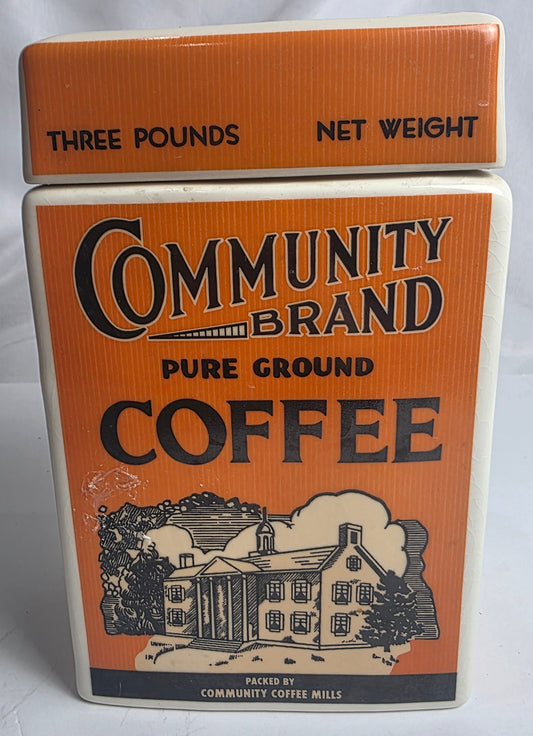 THREE POUNDS NET WEIGHT
COMMUNITY
BRAND
PURE GROUND
COFFEE
PACKED BY
COMMUNITY COFFEE MILLS